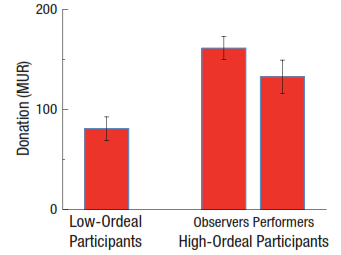 200
100
0
Donation (MUR)
Low-Ordeal
Participants
Observers Performers
High-Ordeal Participants